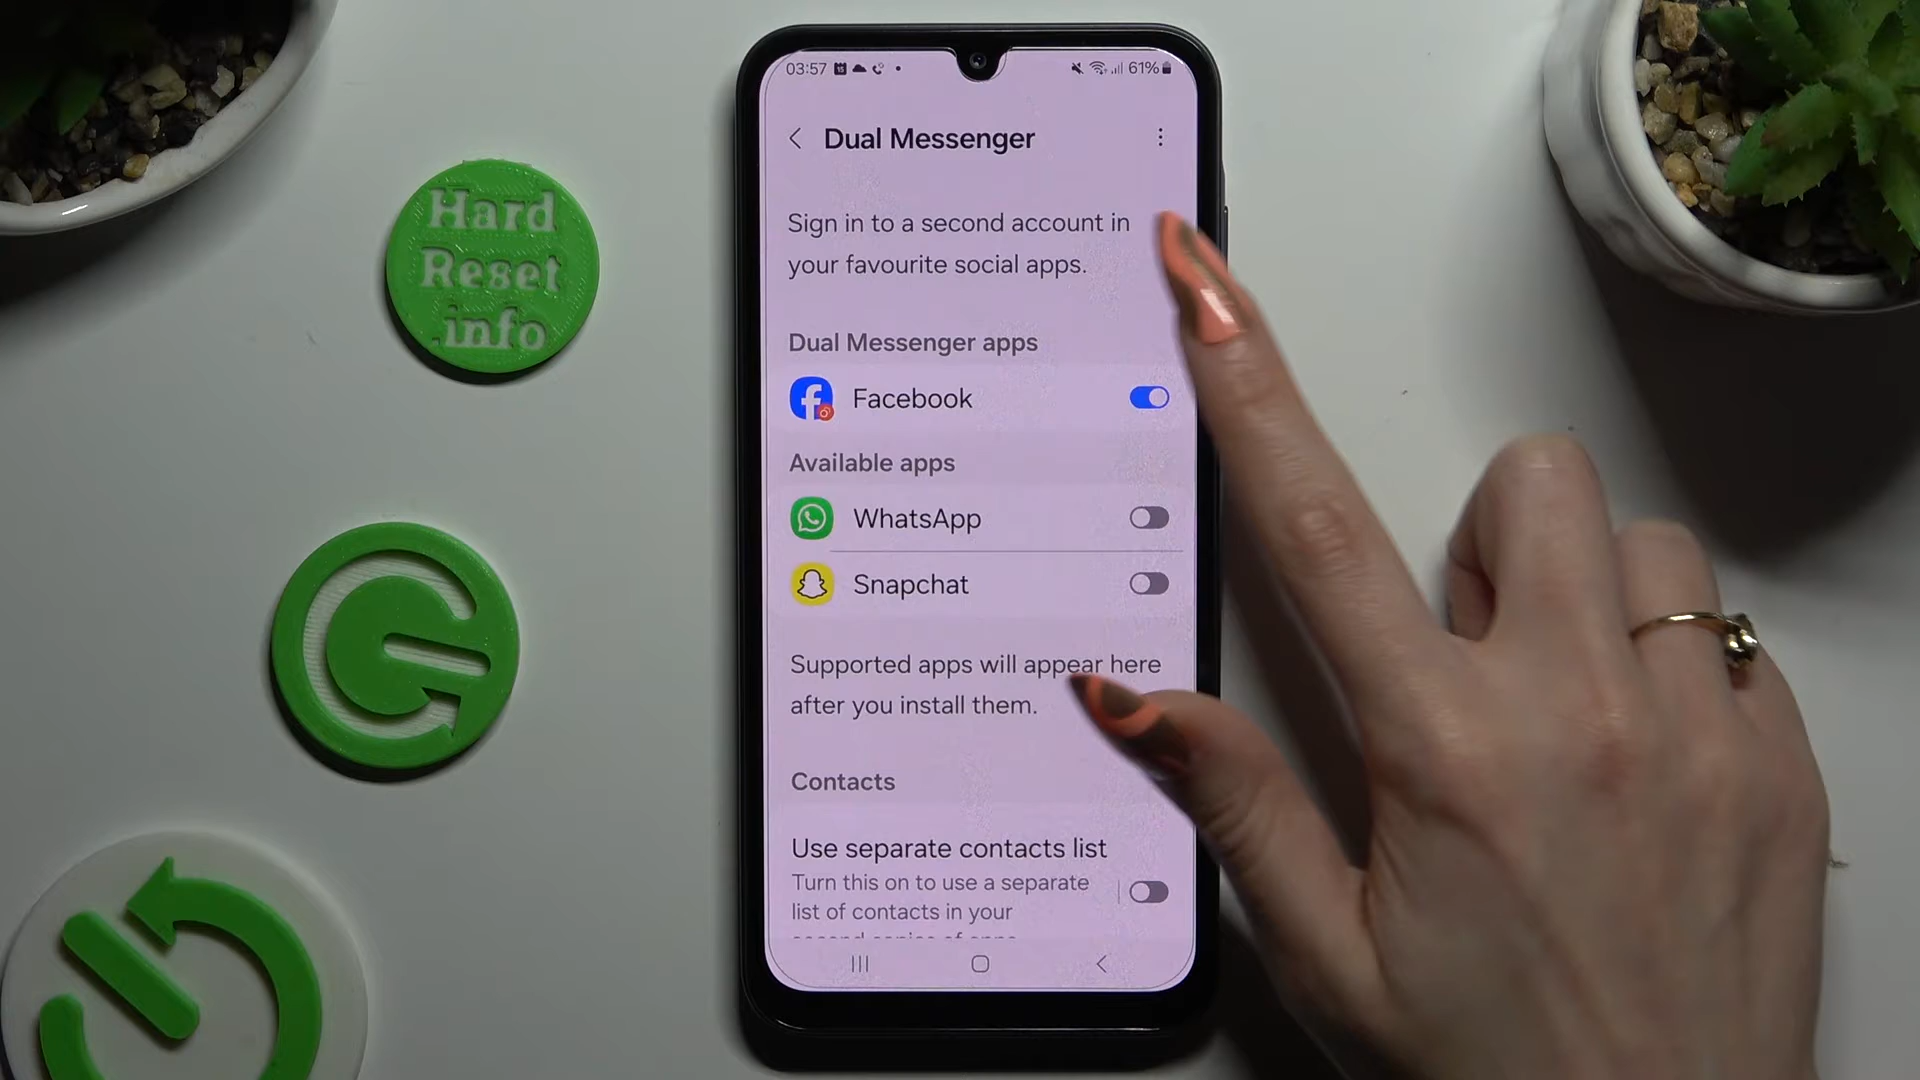 Hard
Reset
.info
03:57
61%
Dual Messenger
Sign in to a second account in
your favourite social apps.
Dual Messenger apps
Facebook
Available apps
WhatsApp
Snapchat
Supported apps will appear here
after you install them.
Contacts
Use separate contacts list
Turn this on to use a separate
list of contacts in your